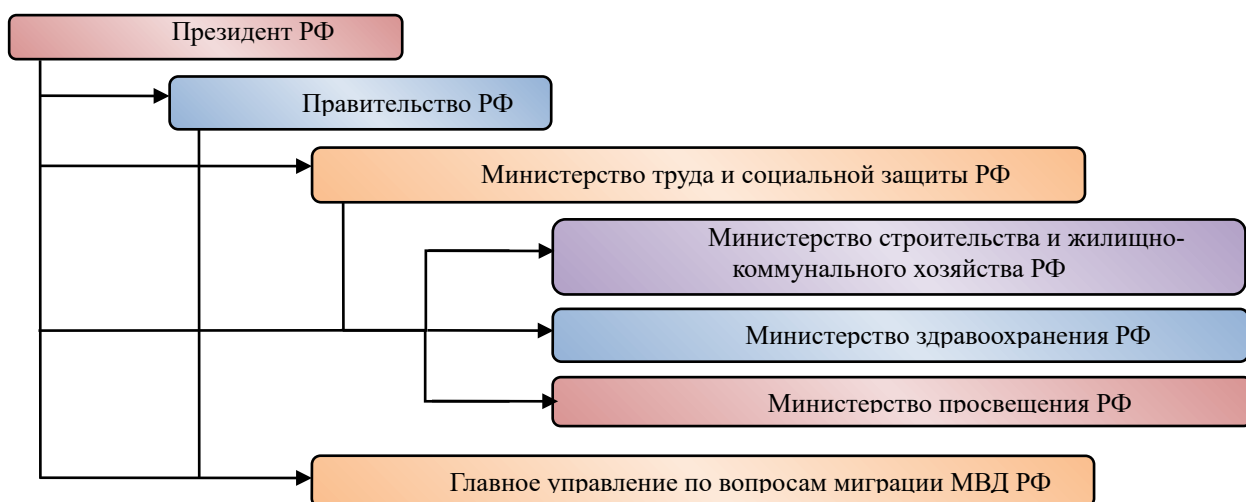 Президент РФ
Правительство РФ
Министерство труда и социальной защиты РФ
Министерство строительства и жилищно-
коммунального хозяйства РФ
Министерство здравоохранения РФ
Министерство просвещения РФ
Главное управление по вопросам миграции МВД РФ